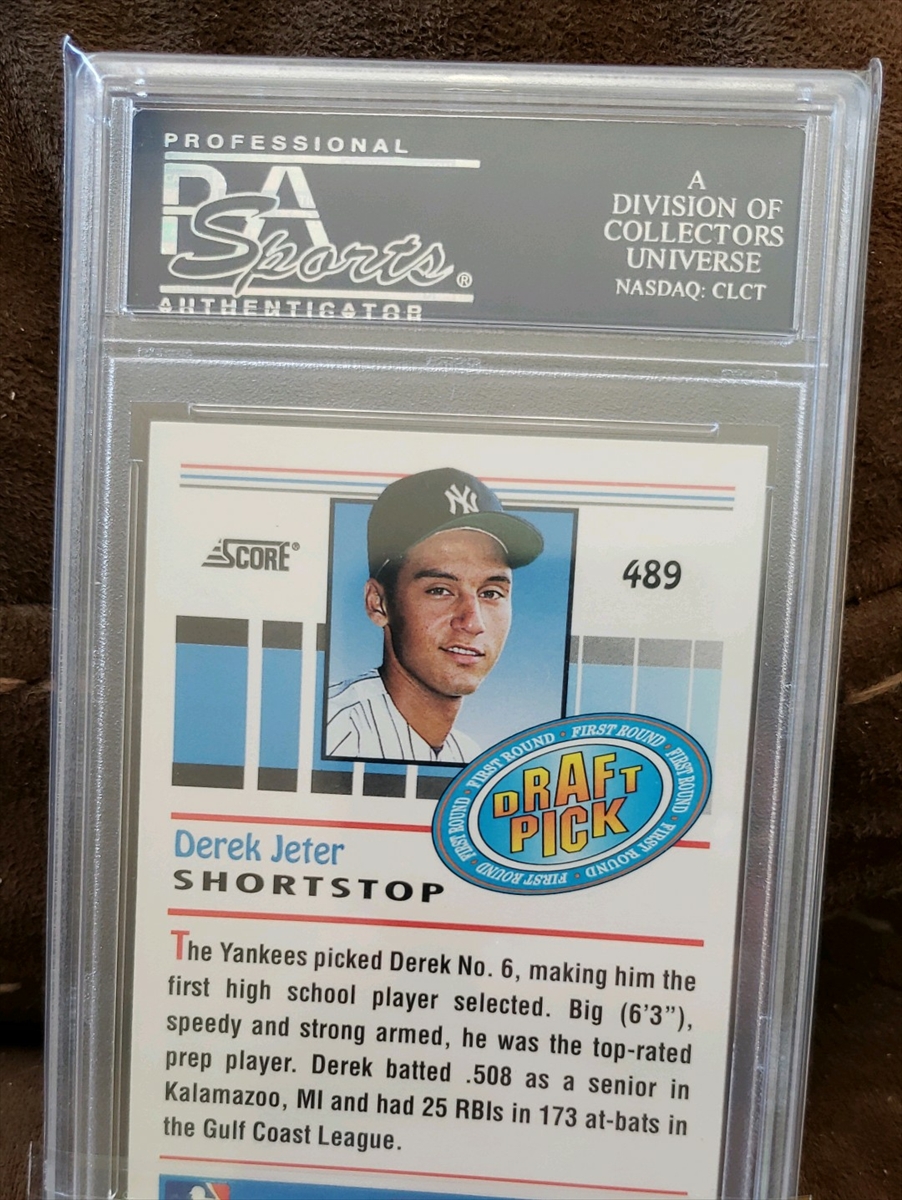 PROFESSIONAL
PSA
Sports®
AUTHENTICATOR
A
DIVISION OF
COLLECTORS
UNIVERSE
NASDAQ: CLCT
NY
SCORE®
489
FIRST ROUND • FIRST ROUND • FIRST ROUND • FIRST ROUND • FIRST ROUND • FIRST ROUND •
DRAFT
PICK
Derek Jeter
SHORTSTOP
The Yankees picked Derek No. 6, making him the
first high school player selected. Big (6'3"),
speedy and strong armed, he was the top-rated
prep player. Derek batted .508 as a senior in
Kalamazoo, MI and had 25 RBIs in 173 at-bats in
the Gulf Coast League.